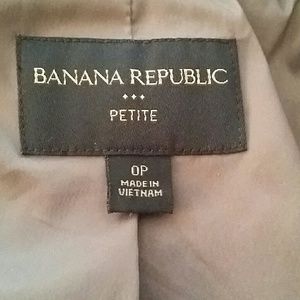 BANANA REPUBLIC
PETITE
0P
MADE IN
VIETNAM